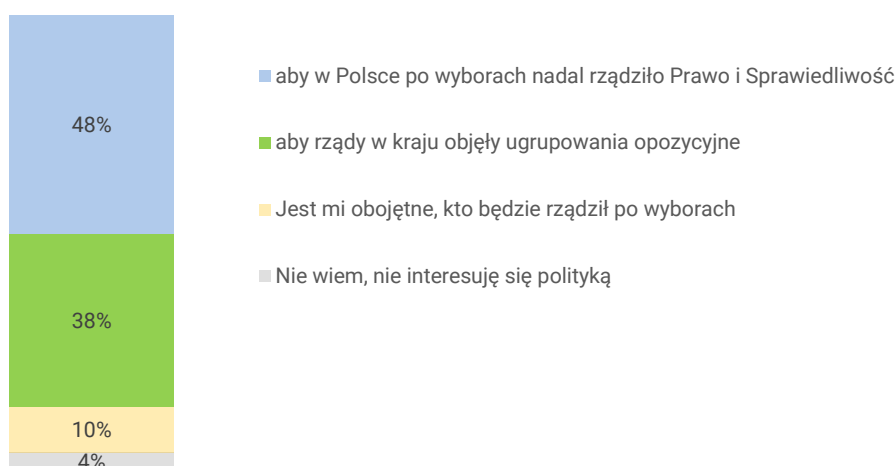 48%
aby w Polsce po wyborach nadal rządziło Prawo i Sprawiedliwość
aby rządy w kraju objęły ugrupowania opozycyjne
Jest mi obojętne, kto będzie rządził po wyborach
Nie wiem, nie interesuję się polityką
38%
10%
4%